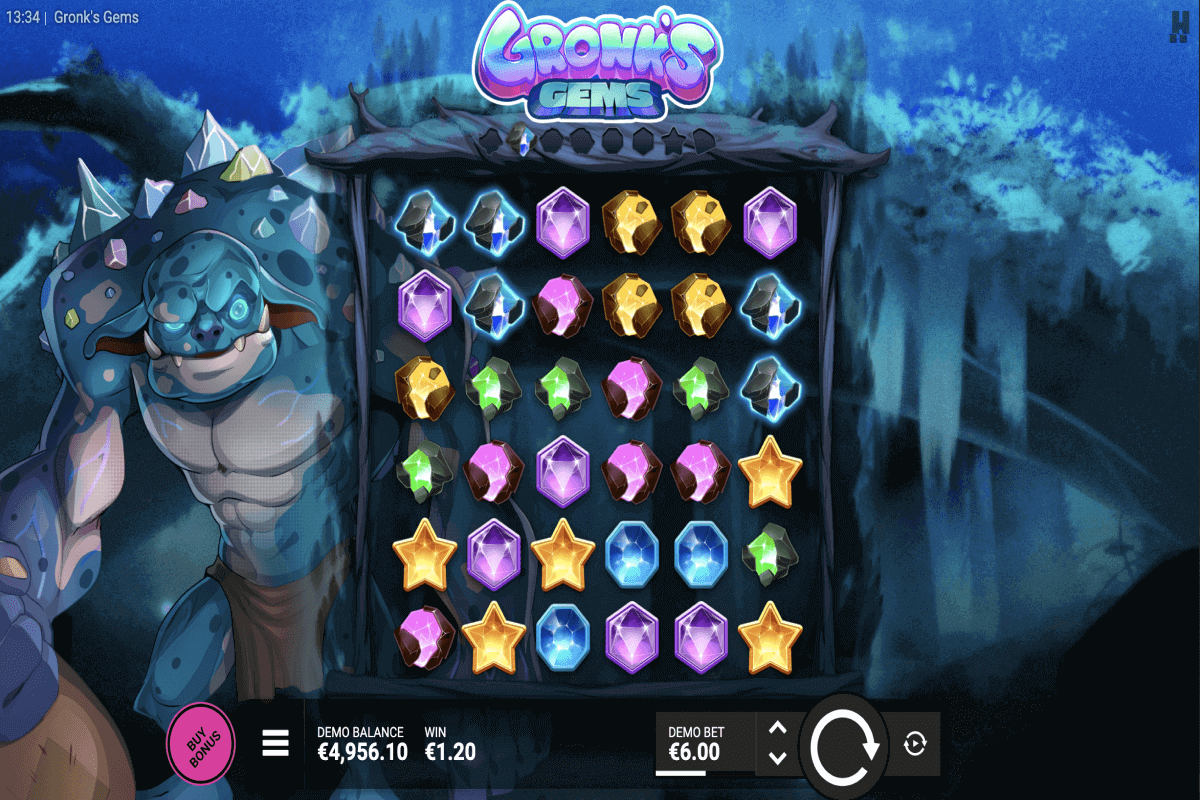 13:34 | Gronk's Gems
GRONK'S
GEMS
BUY
BONUS
DEMO BALANCE
€4,956.10
WIN
€1.20
DEMO BET
€6.00